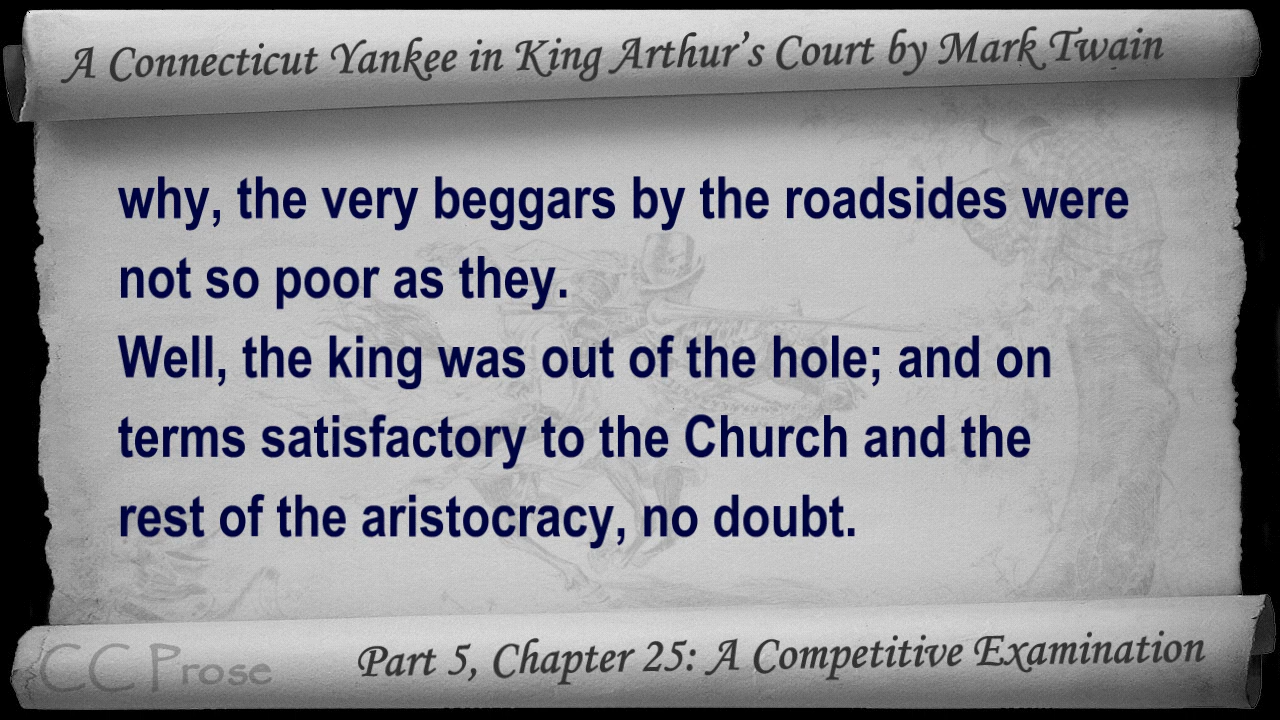 A Connecticut Yankee in King Arthur's Court by Mark Twain
why, the very beggars by the roadsides were
not so poor as they.
Well, the king was out of the hole; and on
terms satisfactory to the Church and the
rest of the aristocracy, no doubt.
CC Prose
Part 5, Chapter 25: A Competitive Examination